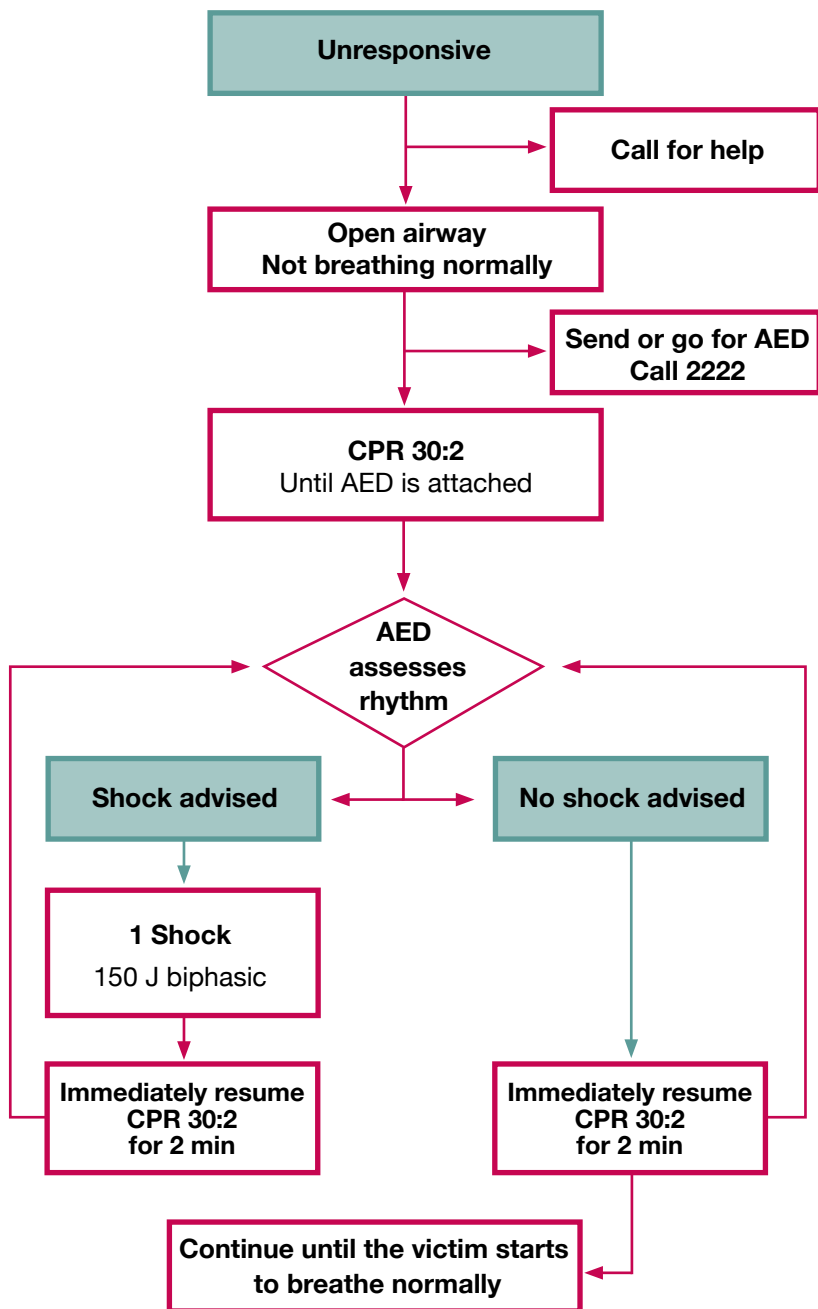 Unresponsive
Call for help
Open airway
Not breathing normally
Send or go for AED
Call 2222
CPR 30:2
Until AED is attached
AED
assesses
rhythm
Shock advised
No shock advised
1 Shock
150 J biphasic
Immediately resume
CPR 30:2
for 2 min
Immediately resume
CPR 30:2
for 2 min
Continue until the victim starts
to breathe normally